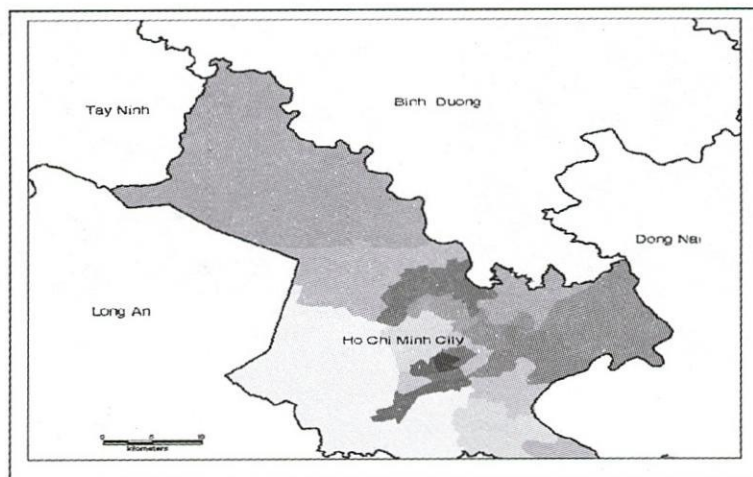 Tay Ninh
Binh Duong
Dong Nai
Long An
Ho Chi Minh City
kilometers